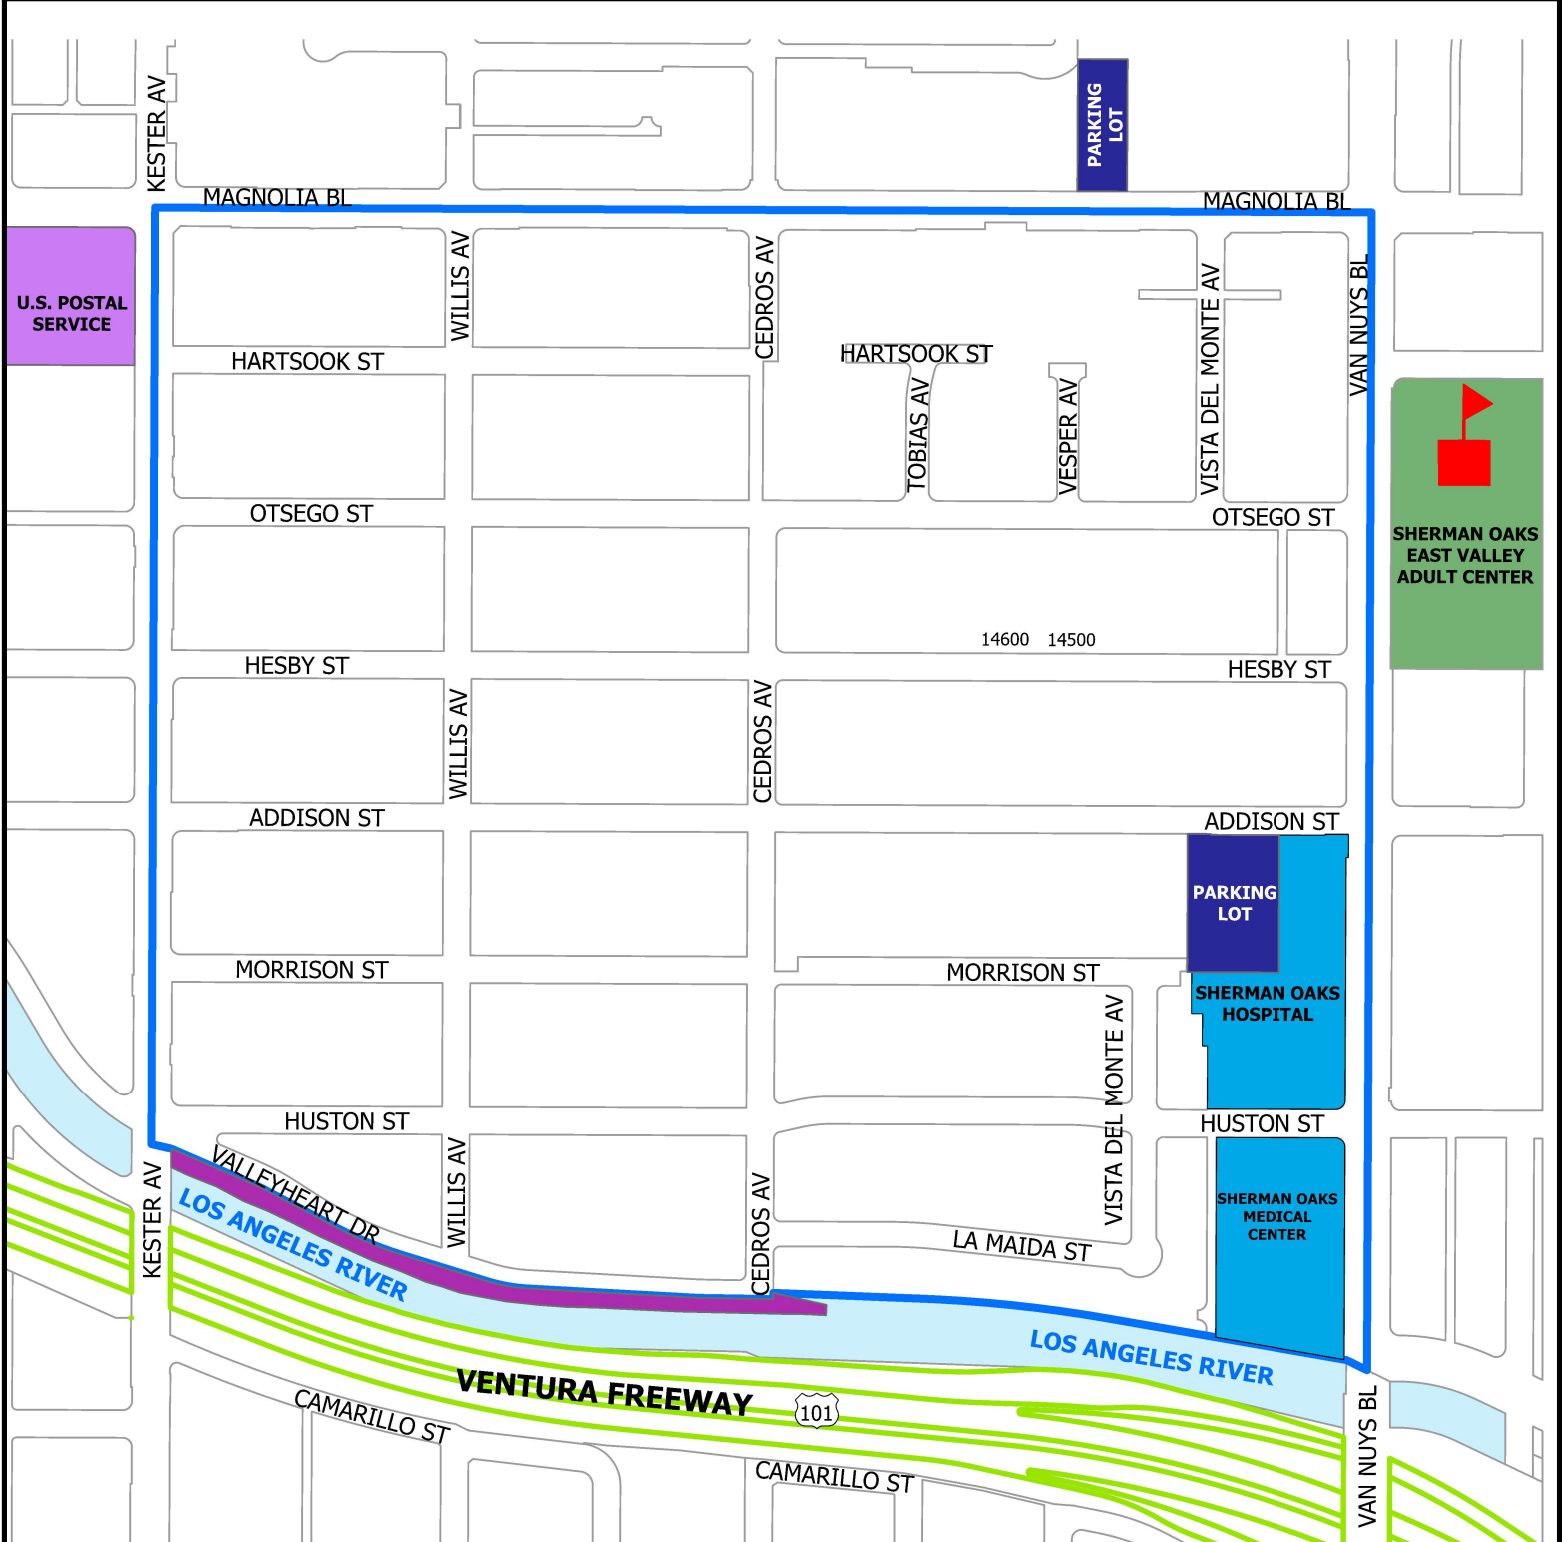 KESTER AV
PARKING
LOT
MAGNOLIA BL
MAGNOLIA BL
U.S. POSTAL
SERVICE
WILLIS AV
CEDROS AV
VISTA DEL MONTE AV
VAN NUYS BL
HARTSOOK ST
HARTSOOK ST
TOBIAS AV
VESPER AV
OTSEGO ST
OTSEGO ST
SHERMAN OAKS
EAST VALLEY
ADULT CENTER
14600 14500
HESBY ST
HESBY ST
WILLIS AV
CEDROS AV
ADDISON ST
ADDISON ST
PARKING
LOT
MORRISON ST
MORRISON ST
SHERMAN OAKS
HOSPITAL
VISTA DEL MONTE AV
HUSTON ST
HUSTON ST
VALLEYHEART DR
WILLIS AV
KESTER AV
CEDROS AV
SHERMAN OAKS
MEDICAL
CENTER
LOS ANGELES RIVER
LA MAIDA ST
LOS ANGELES RIVER
VENTURA FREEWAY
101
CAMARILLO ST
CAMARILLO ST
VAN NUYS BL